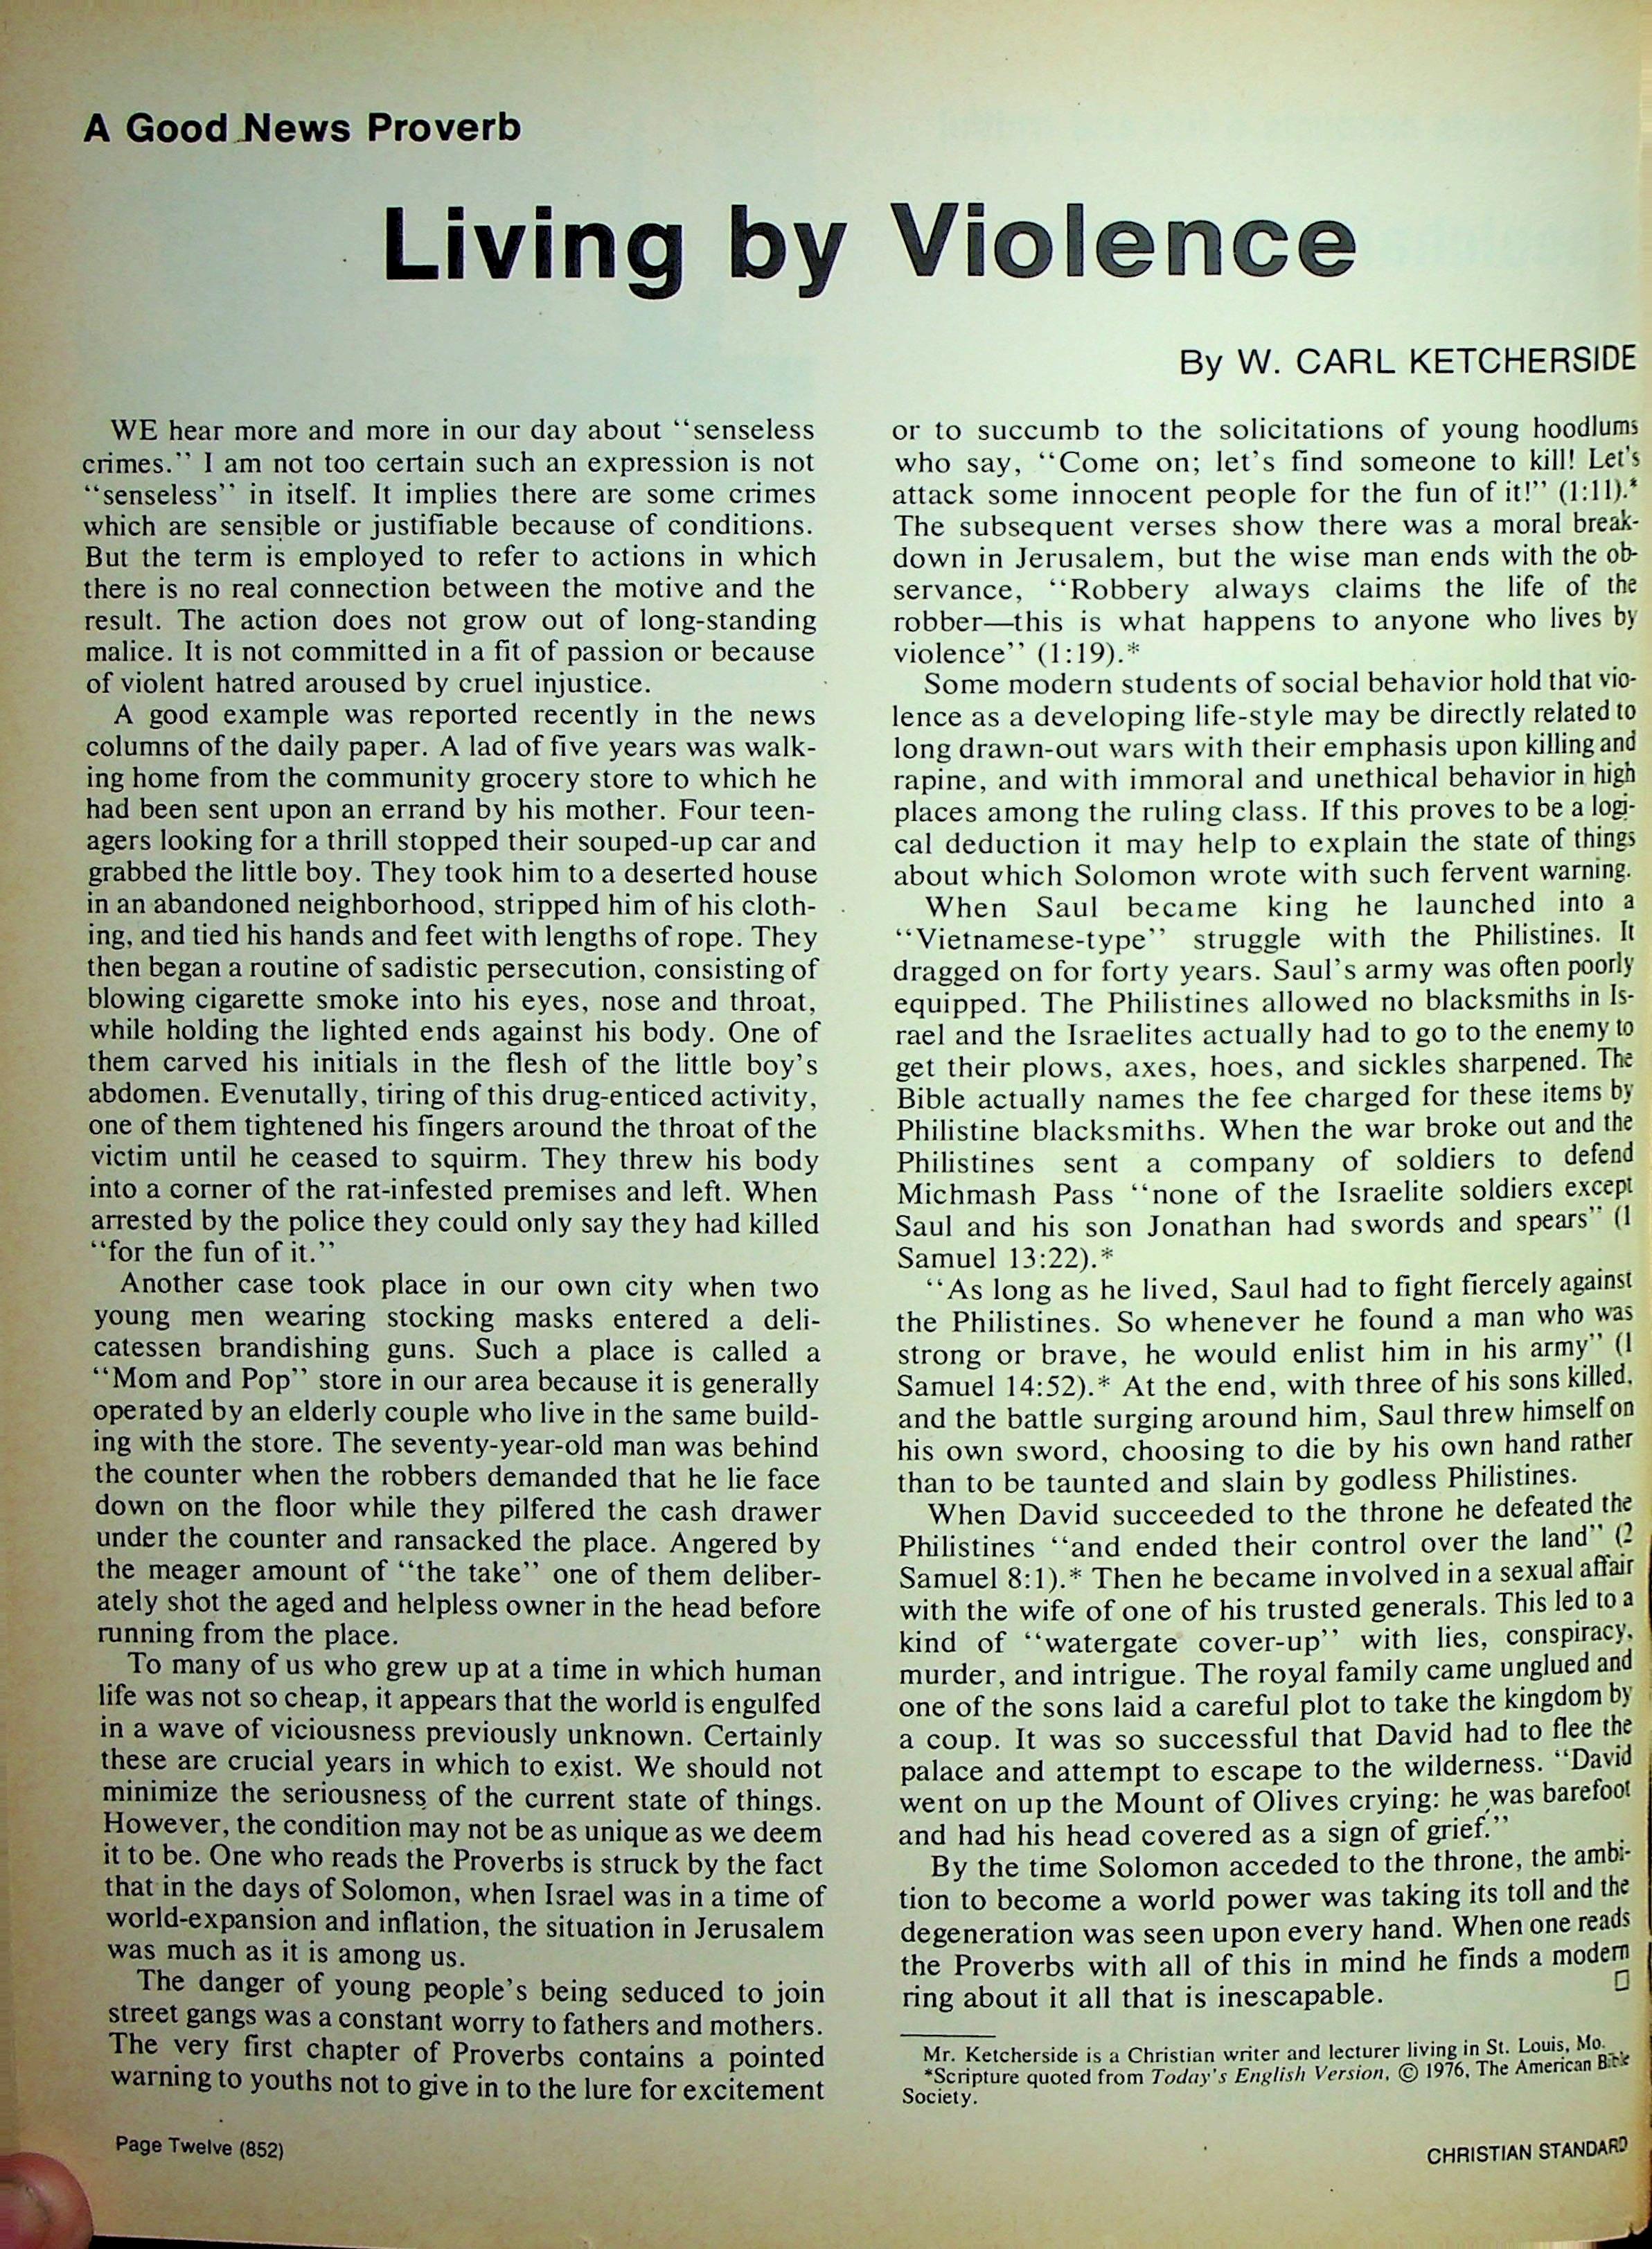 A Good News Proverb
Living by Violence
By W. CARL KETCHERSIDE
WE hear more and more in our day about “senseless
crimes.” I am not too certain such an expression is not
“senseless” in itself. It implies there are some crimes
which are sensible or justifiable because of conditions.
But the term is employed to refer to actions in which
there is no real connection between the motive and the
result. The action does not grow out of long-standing
malice. It is not committed in a fit of passion or because
of violent hatred aroused by cruel injustice.
A good example was reported recently in the news
columns of the daily paper. A lad of five years was walk-
ing home from the community grocery store to which he
had been sent upon an errand by his mother. Four teen-
agers looking for a thrill stopped their souped-up car and
grabbed the little boy. They took him to a deserted house
in an abandoned neighborhood, stripped him of his cloth-
ing, and tied his hands and feet with lengths of rope. They
then began a routine of sadistic persecution, consisting of
blowing cigarette smoke into his eyes, nose and throat,
while holding the lighted ends against his body. One of
them carved his initials in the flesh of the little boy’s
abdomen. Evenutally, tiring of this drug-enticed activity,
one of them tightened his fingers around the throat of the
victim until he ceased to squirm. They threw his body
into a corner of the rat-infested premises and left. When
arrested by the police they could only say they had killed
“for the fun of it.”
Another case took place in our own city when two
young men wearing stocking masks entered a deli-
catessen brandishing guns. Such a place is called a
“Mom and Pop” store in our area because it is generally
operated by an elderly couple who live in the same build-
ing with the store. The seventy-year-old man was behind
the counter when the robbers demanded that he lie face
down on the floor while they pilfered the cash drawer
under the counter and ransacked the place. Angered by
the meager amount of “the take” one of them deliber-
ately shot the aged and helpless owner in the head before
running from the place.
To many of us who grew up at a time in which human
life was not so cheap, it appears that the world is engulfed
in a wave of viciousness previously unknown. Certainly
these are crucial years in which to exist. We should not
minimize the seriousness of the current state of things.
However, the condition may not be as unique as we deem
it to be. One who reads the Proverbs is struck by the fact
that in the days of Solomon, when Israel was in a time of
world-expansion and inflation, the situation in Jerusalem
was much as it is among us.
The danger of young people’s being seduced to join
street gangs was a constant worry to fathers and mothers.
The very first chapter of Proverbs contains a pointed
warning to youths not to give in to the lure for excitement
or to succumb to the solicitations of young hoodlums
who say, “Come on; let’s find someone to kill! Let’s
attack some innocent people for the fun of it!” (1:11).*
The subsequent verses show there was a moral break-
down in Jerusalem, but the wise man ends with the ob-
servance, “Robbery always claims the life of the
robber—this is what happens to anyone who lives by
violence” (1:19).*
Some modern students of social behavior hold that vio-
lence as a developing life-style may be directly related to
long drawn-out wars with their emphasis upon killing and
rapine, and with immoral and unethical behavior in high
places among the ruling class. If this proves to be a logi-
cal deduction it may help to explain the state of things
about which Solomon wrote with such fervent warning.
When Saul became king he launched into a
“Vietnamese-type” struggle with the Philistines. It
dragged on for forty years. Saul’s army was often poorly
equipped. The Philistines allowed no blacksmiths in Is-
rael and the Israelites actually had to go to the enemy to
get their plows, axes, hoes, and sickles sharpened. The
Bible actually names the fee charged for these items by
Philistine blacksmiths. When the war broke out and the
Philistines sent a company of soldiers to defend
Michmash Pass “none of the Israelite soldiers except
Saul and his son Jonathan had swords and spears” (1
Samuel 13:22).*
“As long as he lived, Saul had to fight fiercely against
the Philistines. So whenever he found a man who was
strong or brave, he would enlist him in his army” (1
Samuel 14:52).* At the end, with three of his sons killed,
and the battle surging around him, Saul threw himself on
his own sword, choosing to die by his own hand rather
than to be taunted and slain by godless Philistines.
When David succeeded to the throne he defeated the
Philistines “and ended their control over the land” (2
Samuel 8:1).* Then he became involved in a sexual affair
with the wife of one of his trusted generals. This led to a
kind of “watergate cover-up” with lies, conspiracy,
murder, and intrigue. The royal family came unglued and
one of the sons laid a careful plot to take the kingdom by
a coup. It was so successful that David had to flee the
palace and attempt to escape to the wilderness. “David
went on up the Mount of Olives crying: he was barefoot
and had his head covered as a sign of grief.”
By the time Solomon acceded to the throne, the ambi-
tion to become a world power was taking its toll and the
degeneration was seen upon every hand. When one reads
the Proverbs with all of this in mind he finds a modern
ring about it all that is inescapable. □
Mr. Ketcherside is a Christian writer and lecturer living in St. Louis, Mo.
*Scripture quoted from Today’s English Version, © 1976, The American Bible
Society.
Page Twelve (852)
CHRISTIAN STANDARD